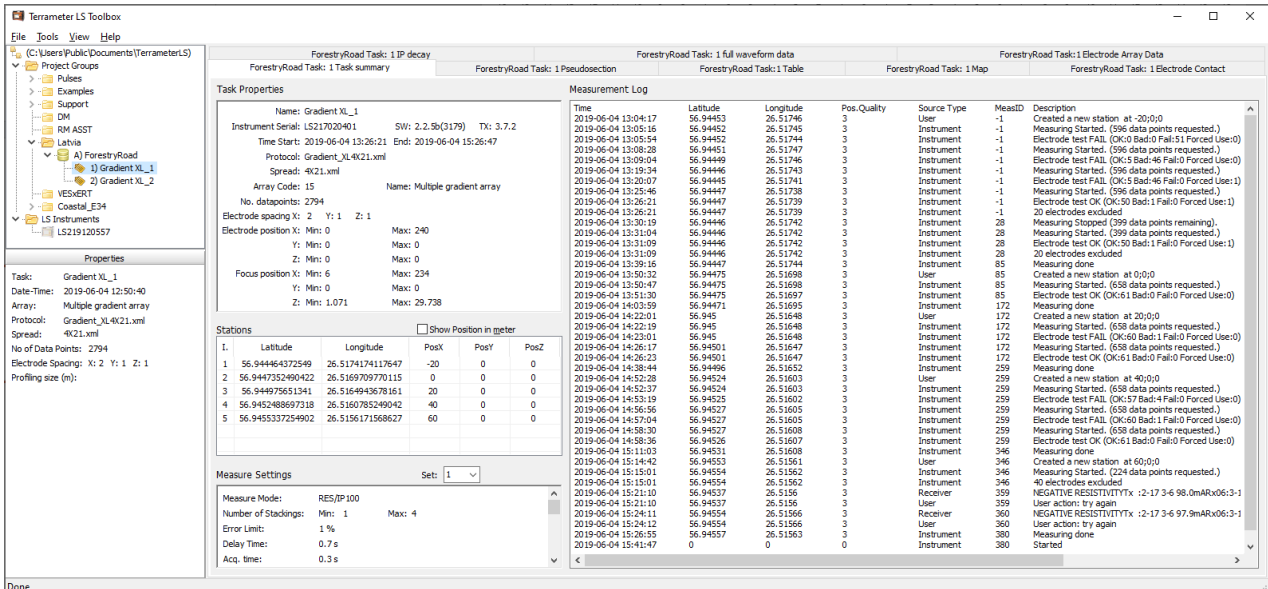 Terrameter LS Toolbox
File Tools View Help
(C:\Users\Public\Documents\TerrameterLS)
Project Groups
Pulses
Examples
Support
DM
RM ASST
Latvia
A) ForestryRoad
1) Gradient XL_1
2) Gradient XL_2
VESxERT
Coastal_E34
LS Instruments
LS219120557
Properties
Task: Gradient XL_1
Date-Time: 2019-06-04 12:50:40
Array: Multiple gradient array
Protocol: Gradient_XL4X21.xml
Spread: 4X21.xml
No of Data Points: 2794
Electrode Spacing: X: 2 Y: 1 Z: 1
Profiling size (m):
ForestryRoad Task: 1 IP decay ForestryRoad Task: 1 full waveform data ForestryRoad Task:1 Electrode Array Data
ForestryRoad Task: 1 Task summary ForestryRoad Task: 1 Pseudosection ForestryRoad Task:1 Table ForestryRoad Task: 1 Map ForestryRoad Task: 1 Electrode Contact
Task Properties
Name: Gradient XL_1
Instrument Serial: LS217020401 SW: 2.2.5b(3179) TX: 3.7.2
Time Start: 2019-06-04 13:26:21 End: 2019-06-04 15:26:47
Protocol: Gradient_XL4X21.xml
Spread: 4X21.xml
Array Code: 15 Name: Multiple gradient array
No. datapoints: 2794
Electrode spacing X: 2 Y: 1 Z: 1
Electrode position X: Min: 0 Max: 240
Y: Min: 0 Max: 0
Z: Min: 0 Max: 0
Focus position X: Min: 6 Max: 234
Y: Min: 0 Max: 0
Z: Min: 1.071 Max: 29.738
Stations Show Position in meter
I. Latitude Longitude PosX PosY PosZ
1 56.944464372549 26.5174174117647 -20 0 0
2 56.9447352490422 26.5169709770115 0 0 0
3 56.944975651341 26.5164943678161 20 0 0
4 56.9452488697318 26.5160785249042 40 0 0
5 56.9455337254902 26.5156171568627 60 0 0
Measure Settings Set: 1
Measure Mode: RES/IP100
Number of Stackings: Min: 1 Max: 4
Error Limit: 1 %
Delay Time: 0.7 s
Acq. time: 0.3 s
Measurement Log
Time Latitude Longitude Pos.Quality Source Type MeasID Description
2019-06-04 13:04:17 56.94453 26.51746 3 User -1 Created a new station at -20;0;0
2019-06-04 13:05:16 56.94452 26.51745 3 Instrument -1 Measuring Started. (596 data points requested.)
2019-06-04 13:05:54 56.94452 26.51744 3 Instrument -1 Electrode test FAIL (OK:0 Bad:0 Fail:51 Forced Use:0)
2019-06-04 13:08:28 56.94451 26.51747 3 Instrument -1 Measuring Started. (596 data points requested.)
2019-06-04 13:09:04 56.94449 26.51746 3 Instrument -1 Electrode test FAIL (OK:5 Bad:46 Fail:0 Forced Use:0)
2019-06-04 13:19:34 56.94446 26.51743 3 Instrument -1 Measuring Started. (596 data points requested.)
2019-06-04 13:20:07 56.94445 26.51741 3 Instrument -1 Electrode test FAIL (OK:5 Bad:46 Fail:0 Forced Use:1)
2019-06-04 13:25:46 56.94447 26.51738 3 Instrument -1 Measuring Started. (596 data points requested.)
2019-06-04 13:26:21 56.94447 26.51739 3 Instrument -1 Electrode test OK (OK:50 Bad:1 Fail:0 Forced Use:1)
2019-06-04 13:26:21 56.94447 26.51739 3 Instrument -1 20 electrodes excluded
2019-06-04 13:30:19 56.94446 26.51742 3 Instrument 28 Measuring Stopped (399 data points remaining).
2019-06-04 13:31:04 56.94446 26.51742 3 Instrument 28 Measuring Started. (399 data points requested.)
2019-06-04 13:31:09 56.94446 26.51742 3 Instrument 28 Electrode test OK (OK:50 Bad:1 Fail:0 Forced Use:1)
2019-06-04 13:31:09 56.94446 26.51742 3 Instrument 28 20 electrodes excluded
2019-06-04 13:39:16 56.94447 26.51744 3 Instrument 85 Measuring done
2019-06-04 13:50:32 56.94475 26.51698 3 User 85 Created a new station at 0;0;0
2019-06-04 13:50:47 56.94475 26.51698 3 Instrument 85 Measuring Started. (658 data points requested.)
2019-06-04 13:51:30 56.94475 26.51697 3 Instrument 85 Electrode test OK (OK:61 Bad:0 Fail:0 Forced Use:0)
2019-06-04 14:03:59 56.94471 26.51695 3 Instrument 172 Measuring done
2019-06-04 14:22:01 56.945 26.51648 3 User 172 Created a new station at 20;0;0
2019-06-04 14:22:19 56.945 26.51648 3 Instrument 172 Measuring Started. (658 data points requested.)
2019-06-04 14:23:01 56.945 26.51648 3 Instrument 172 Electrode test FAIL (OK:60 Bad:1 Fail:0 Forced Use:0)
2019-06-04 14:26:17 56.94501 26.51647 3 Instrument 172 Measuring Started. (658 data points requested.)
2019-06-04 14:26:23 56.94501 26.51647 3 Instrument 172 Electrode test OK (OK:61 Bad:0 Fail:0 Forced Use:0)
2019-06-04 14:38:44 56.94496 26.51652 3 Instrument 259 Measuring done
2019-06-04 14:52:28 56.94524 26.51603 3 User 259 Created a new station at 40;0;0
2019-06-04 14:52:37 56.94524 26.51603 3 Instrument 259 Measuring Started. (658 data points requested.)
2019-06-04 14:53:19 56.94525 26.51602 3 Instrument 259 Electrode test FAIL (OK:57 Bad:4 Fail:0 Forced Use:0)
2019-06-04 14:56:56 56.94527 26.51605 3 Instrument 259 Measuring Started. (658 data points requested.)
2019-06-04 14:57:04 56.94527 26.51605 3 Instrument 259 Electrode test FAIL (OK:60 Bad:1 Fail:0 Forced Use:0)
2019-06-04 14:58:30 56.94527 26.51608 3 Instrument 259 Measuring Started. (658 data points requested.)
2019-06-04 14:58:36 56.94526 26.51607 3 Instrument 259 Electrode test OK (OK:61 Bad:0 Fail:0 Forced Use:0)
2019-06-04 15:11:03 56.94531 26.51608 3 Instrument 346 Measuring done
2019-06-04 15:14:42 56.94553 26.51561 3 User 346 Created a new station at 60;0;0
2019-06-04 15:15:01 56.94554 26.51562 3 Instrument 346 Measuring Started. (224 data points requested.)
2019-06-04 15:15:01 56.94554 26.51562 3 Instrument 346 40 electrodes excluded
2019-06-04 15:21:10 56.94537 26.5156 3 Receiver 359 NEGATIVE RESISTIVITYTx :2-17 3-6 98.0mARx06:3-1
2019-06-04 15:21:10 56.94537 26.5156 3 User 359 User action: try again
2019-06-04 15:24:11 56.94554 26.51566 3 Receiver 360 NEGATIVE RESISTIVITYTx :2-17 3-6 97.9mARx06:3-1
2019-06-04 15:24:12 56.94554 26.51566 3 User 360 User action: try again
2019-06-04 15:26:55 56.94557 26.51563 3 Instrument 380 Measuring done
2019-06-04 15:41:47 0 0 0 Instrument 380 Started
Done